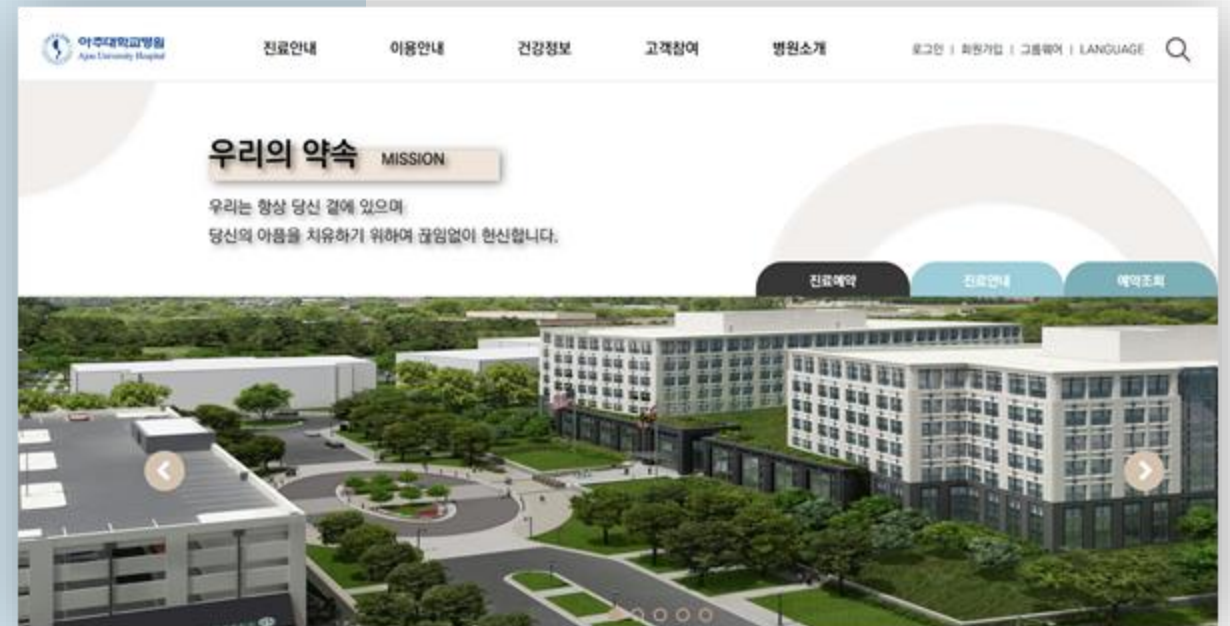 아주대학교병원
Ajou University Hospital
진료안내 이용안내 건강정보 고객참여 병원소개
로그인 | 회원가입 | 그룹웨어 | LANGUAGE
우리의 약속 MISSION
우리는 항상 당신 곁에 있으며
당신의 아픔을 치유하기 위하여 끊임없이 헌신합니다.
진료예약 진료안내 예약조회